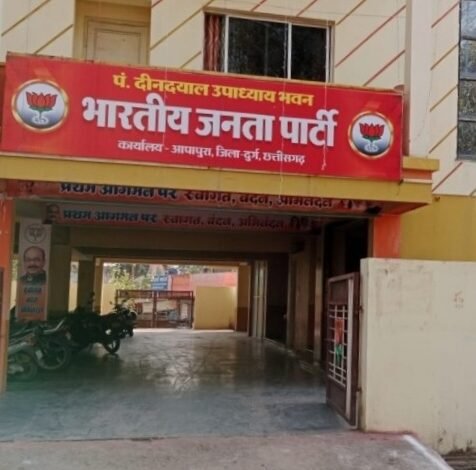 पं. दीनदयाल उपाध्याय भवन
भारतीय जनता पार्टी
कार्यालय - आपापुरा, जिला-दुर्ग, छत्तीसगढ़
प्रथम आगमन पर स्वागत, वंदन, अभिनंदन
प्रथम आगमन पर स्वागत, वंदन, अभिनंदन